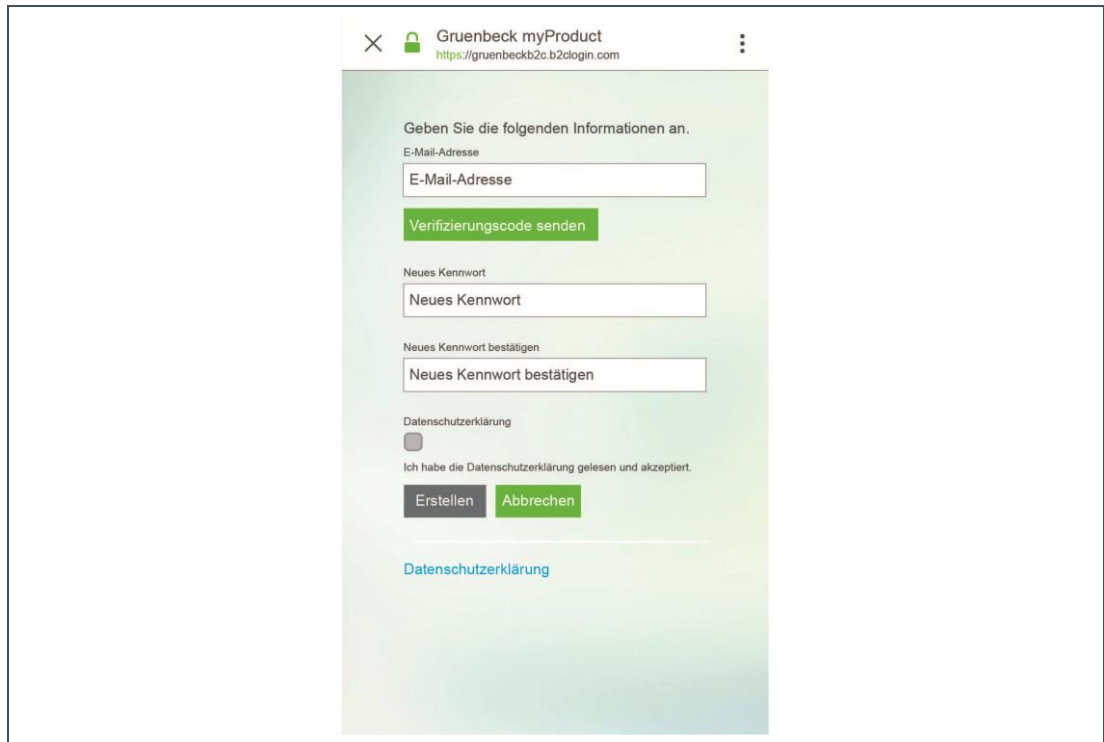 Gruenbeck myProduct
https://gruenbeckb2c.b2clogin.com
Geben Sie die folgenden Informationen an.
E-Mail-Adresse
E-Mail-Adresse
Verifizierungscode senden
Neues Kennwort
Neues Kennwort
Neues Kennwort bestätigen
Neues Kennwort bestätigen
Datenschutzerklärung
Ich habe die Datenschutzerklärung gelesen und akzeptiert.
Erstellen Abbrechen
Datenschutzerklärung